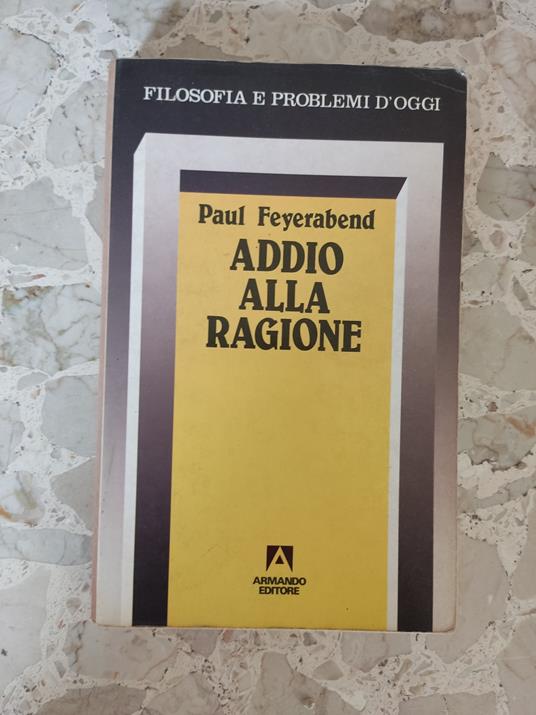 FILOSOFIA E PROBLEMI D'OGGI
Paul Feyerabend
ADDIO
ALLA
RAGIONE
ARMANDO
EDITORE